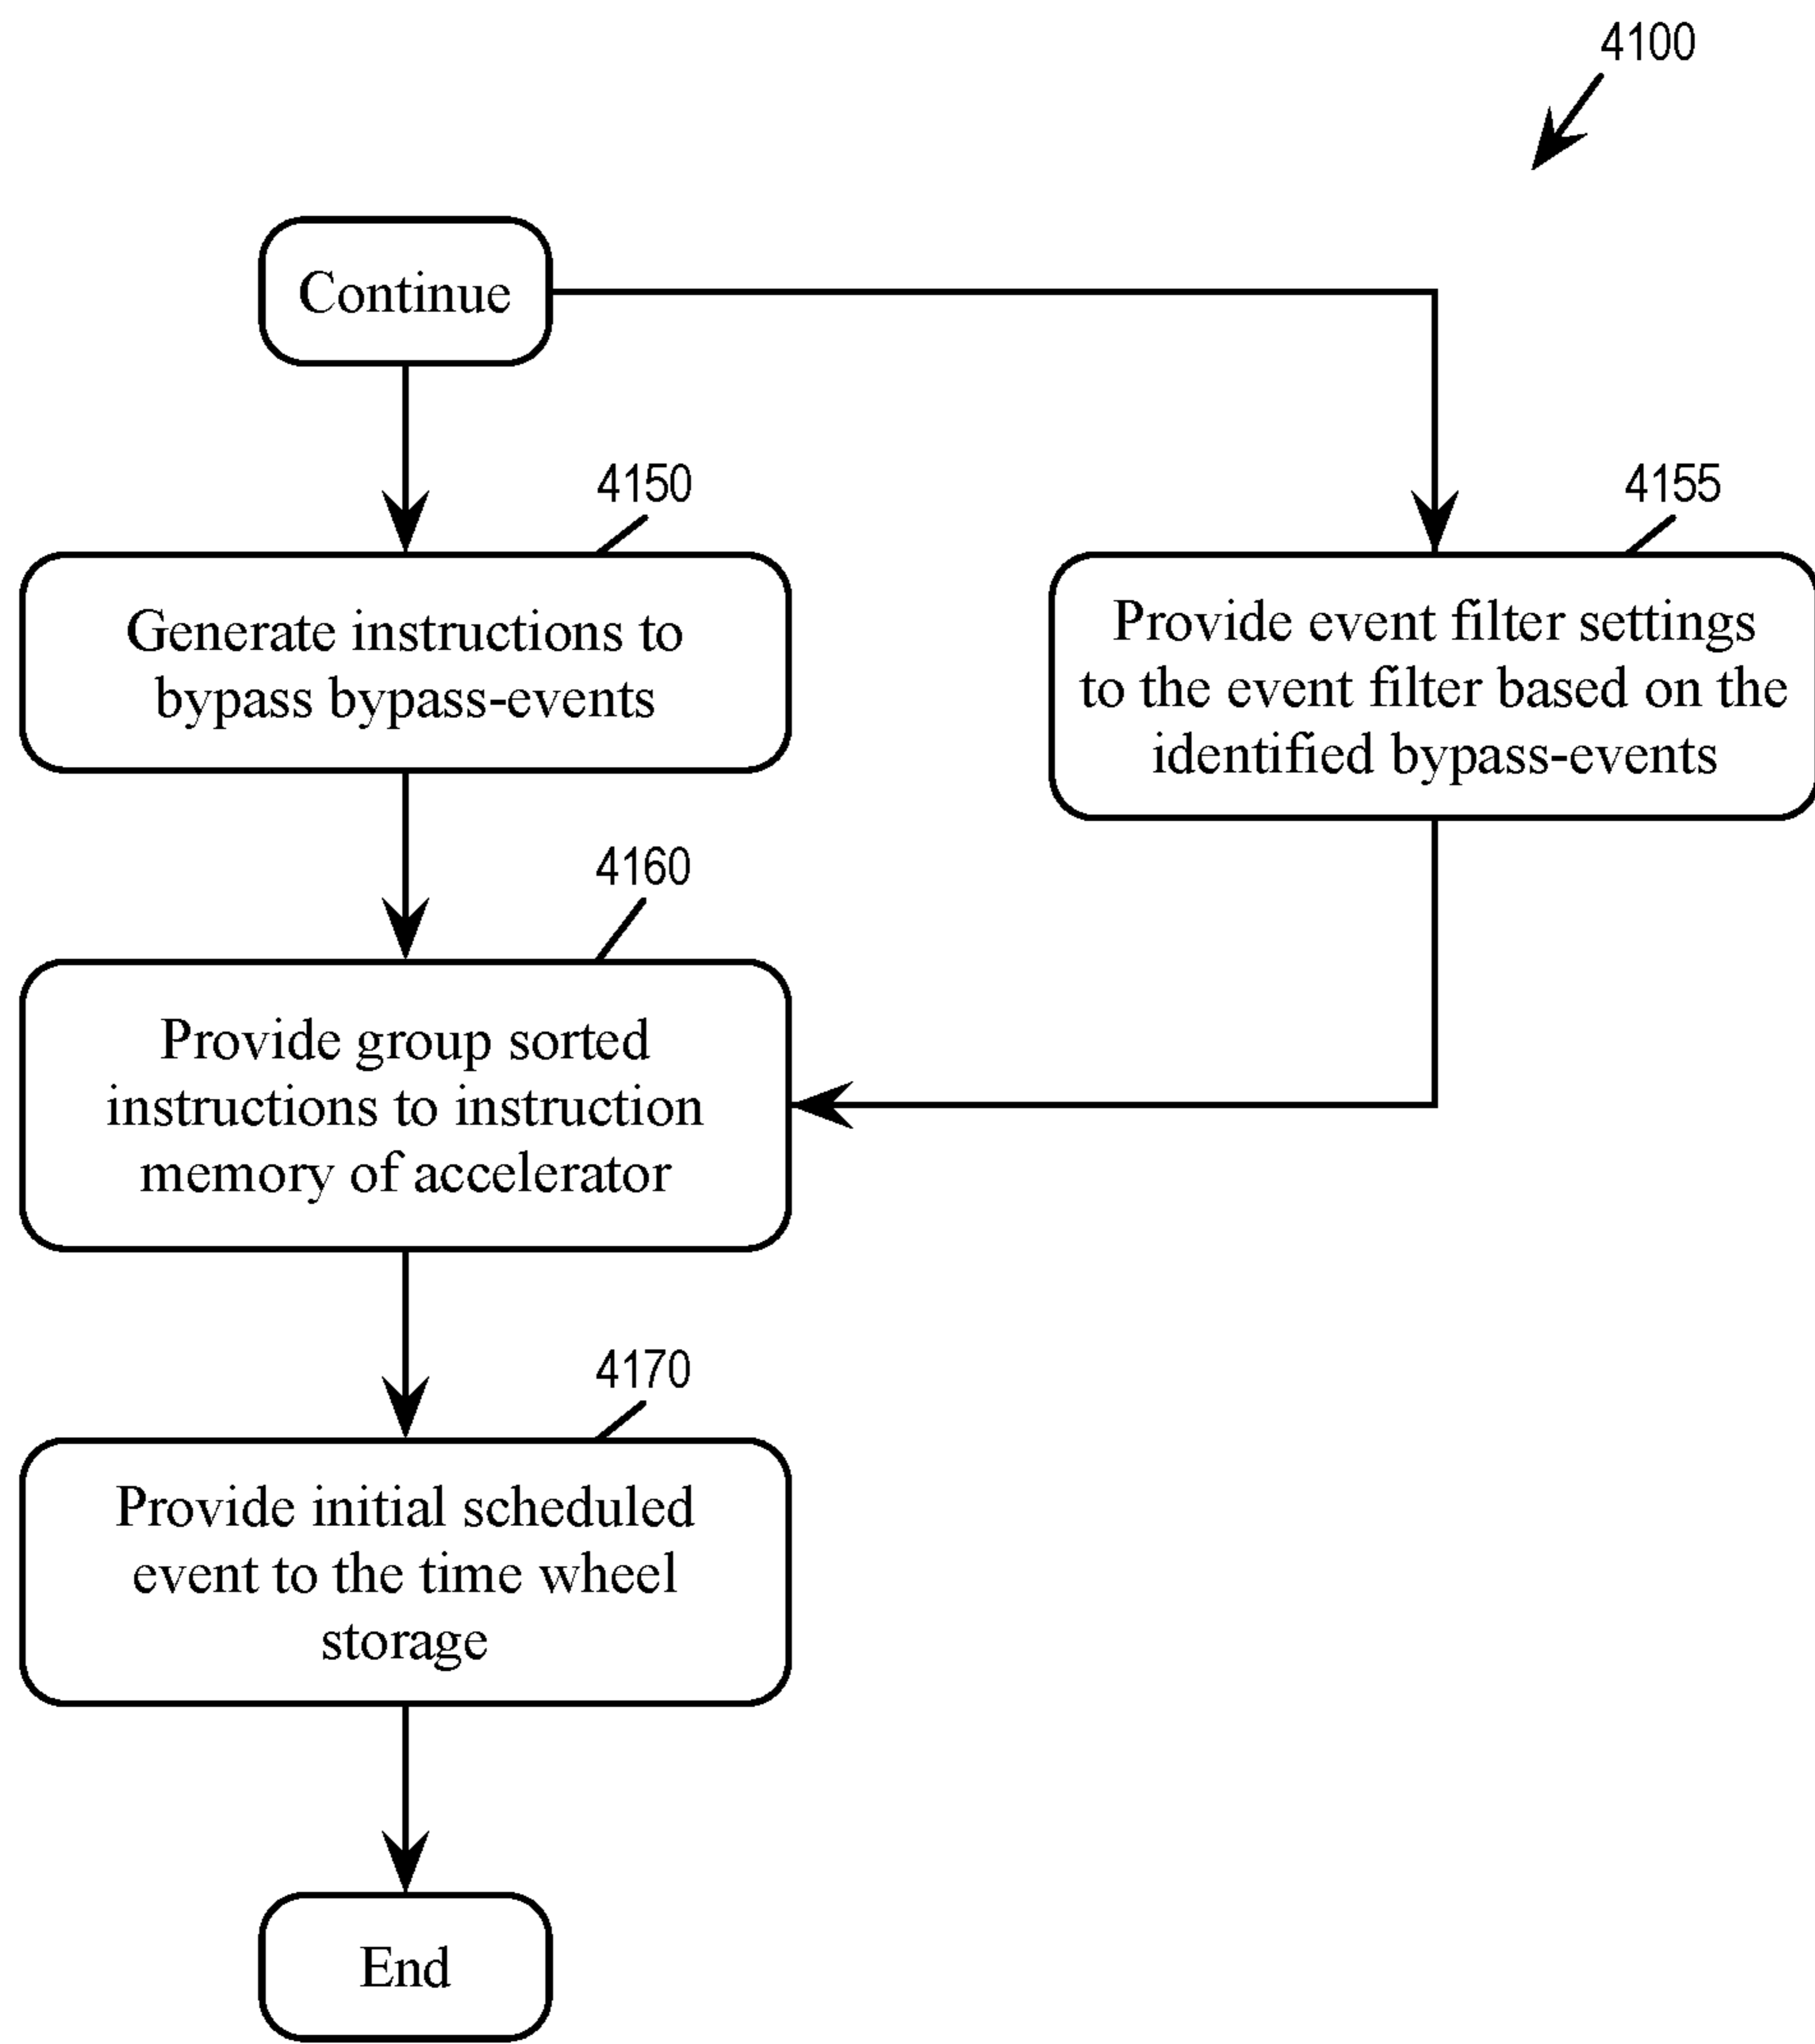 4100
Continue
4150
Generate instructions to
bypass bypass-events
4155
Provide event filter settings
to the event filter based on the
identified bypass-events
4160
Provide group sorted
instructions to instruction
memory of accelerator
4170
Provide initial scheduled
event to the time wheel
storage
End